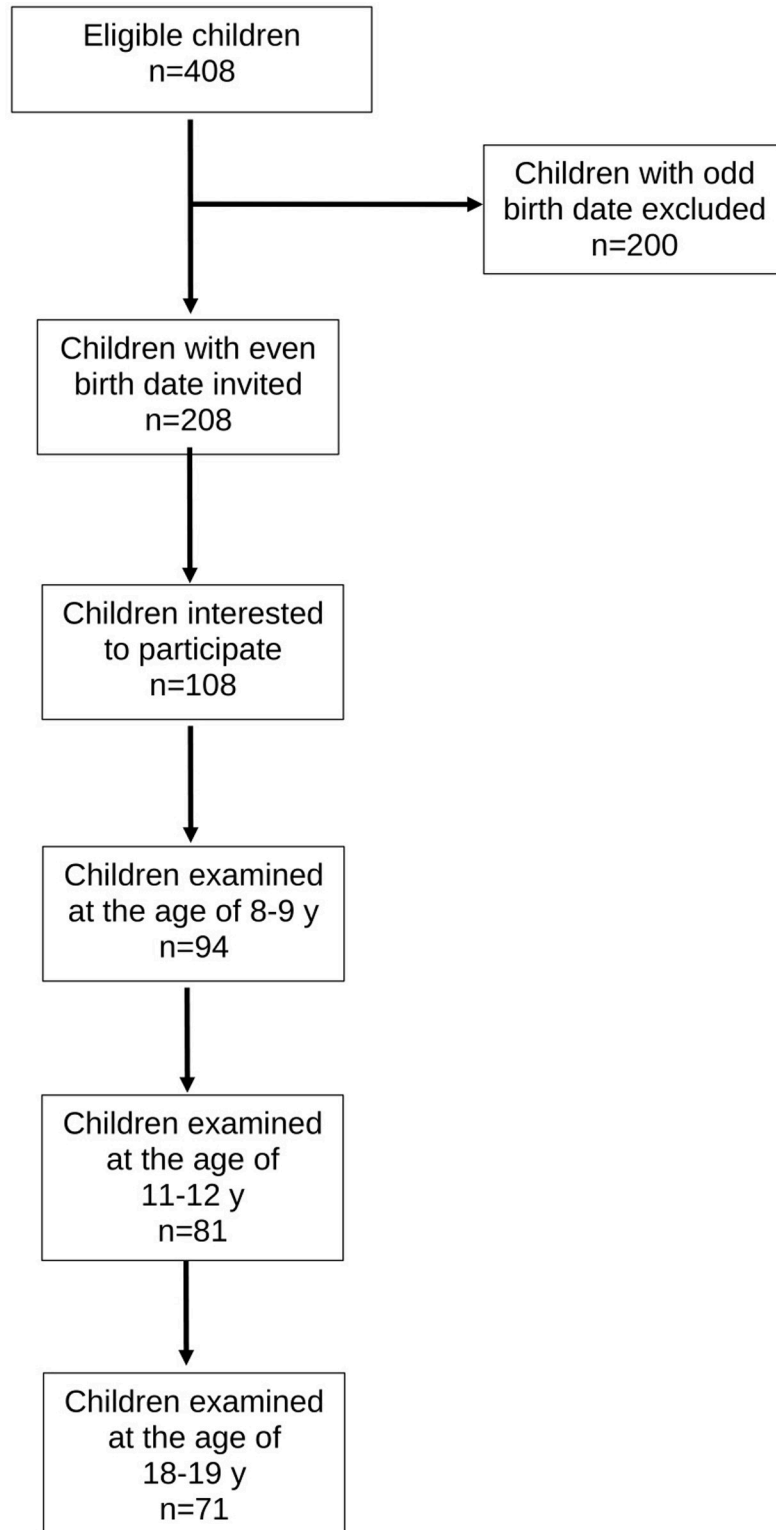 Eligible children
n=408
Children with odd
birth date excluded
n=200
Children with even
birth date invited
n=208
Children interested
to participate
n=108
Children examined
at the age of 8-9 y
n=94
Children examined
at the age of
11-12 y
n=81
Children examined
at the age of
18-19 y
n=71